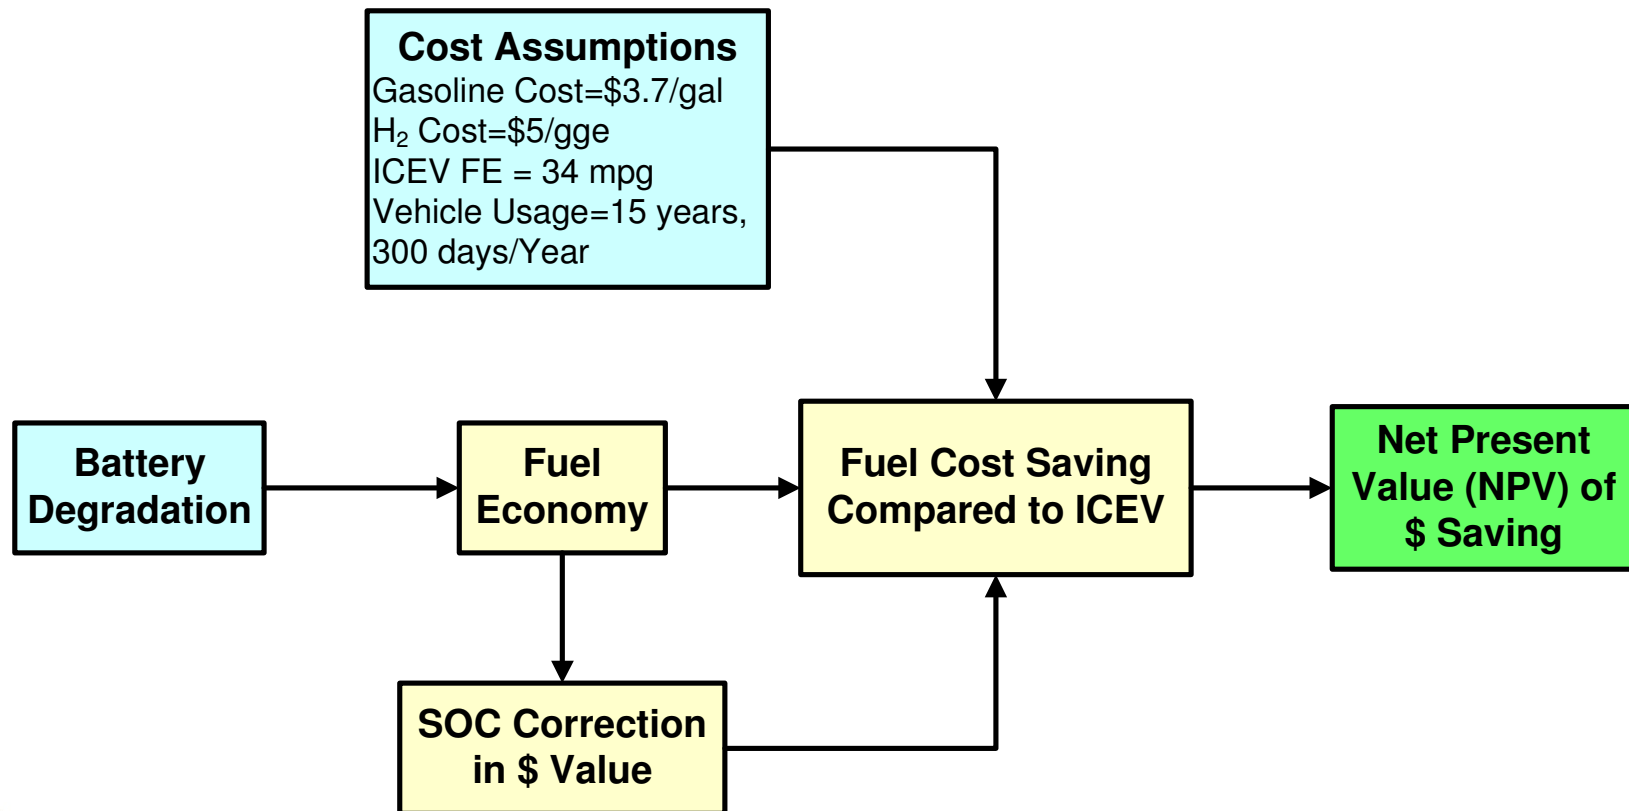 Cost Assumptions
Gasoline Cost=$3.7/gal
H₂ Cost=$5/gge
ICEV FE = 34 mpg
Vehicle Usage=15 years,
300 days/Year
Battery
Degradation
Fuel
Economy
Fuel Cost Saving
Compared to ICEV
Net Present
Value (NPV) of
$ Saving
SOC Correction
in $ Value